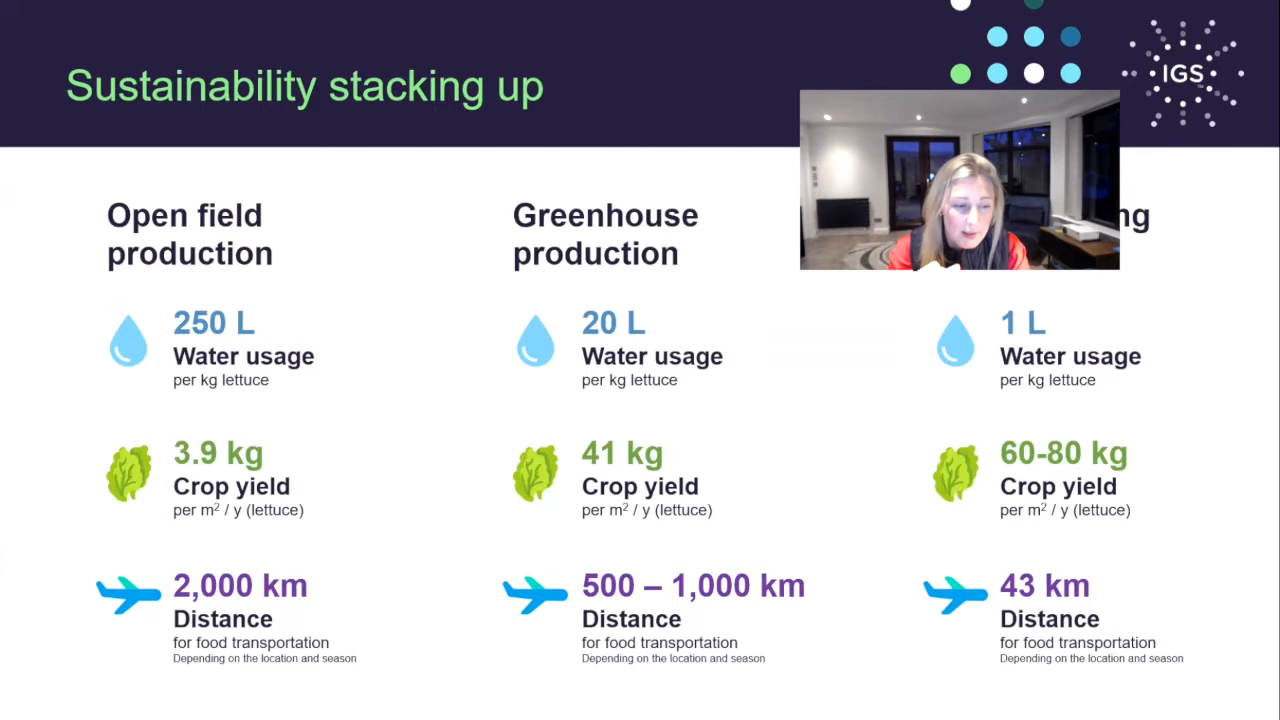 Sustainability stacking up
IGS
Open field
production
250 L
Water usage
per kg lettuce
3.9 kg
Crop yield
per m² / y (lettuce)
2,000 km
Distance
for food transportation
Depending on the location and season
Greenhouse
production
20 L
Water usage
per kg lettuce
41 kg
Crop yield
per m² / y (lettuce)
500 – 1,000 km
Distance
for food transportation
Depending on the location and season
1 L
Water usage
per kg lettuce
60-80 kg
Crop yield
per m² / y (lettuce)
43 km
Distance
for food transportation
Depending on the location and season